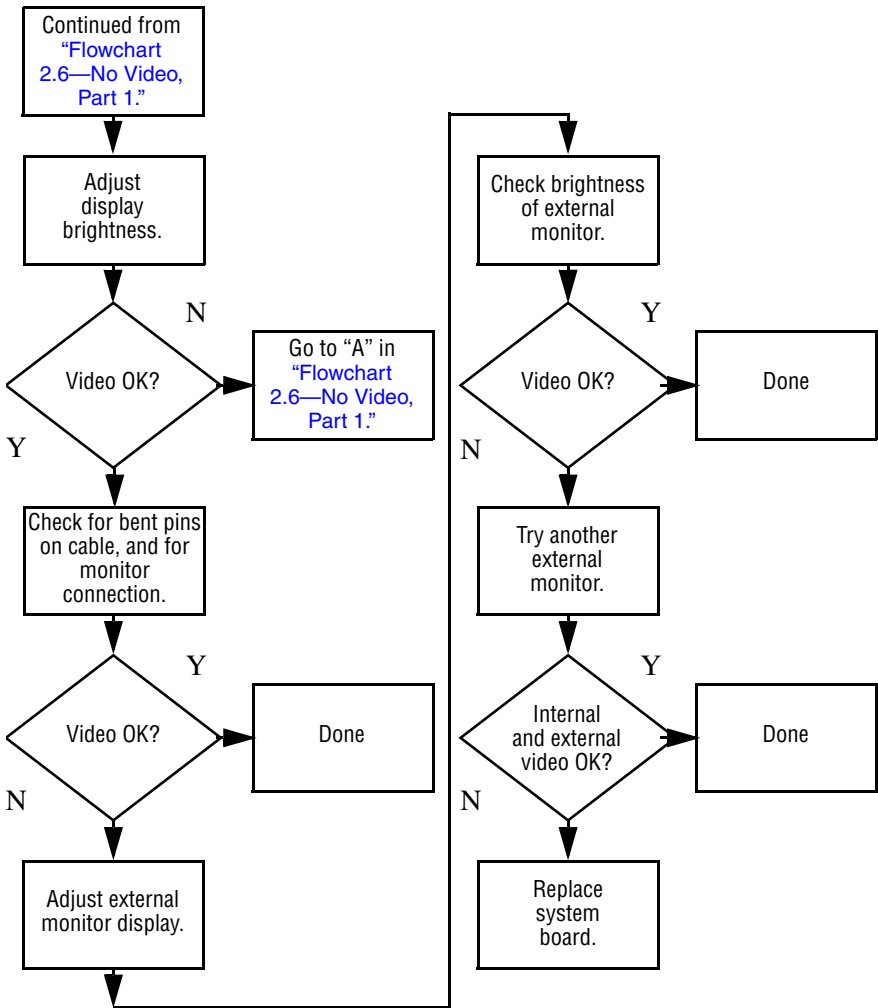 Continued from
“Flowchart
2.6—No Video,
Part 1.”
Adjust
display
brightness.
N
Video OK?
Go to “A” in
“Flowchart
2.6—No Video,
Part 1.”
Y
Check for bent pins
on cable, and for
monitor
connection.
Y
Video OK?
Done
N
Adjust external
monitor display.
Check brightness
of external
monitor.
Y
Video OK?
Done
N
Try another
external
monitor.
Y
Internal
and external
video OK?
Done
N
Replace
system
board.